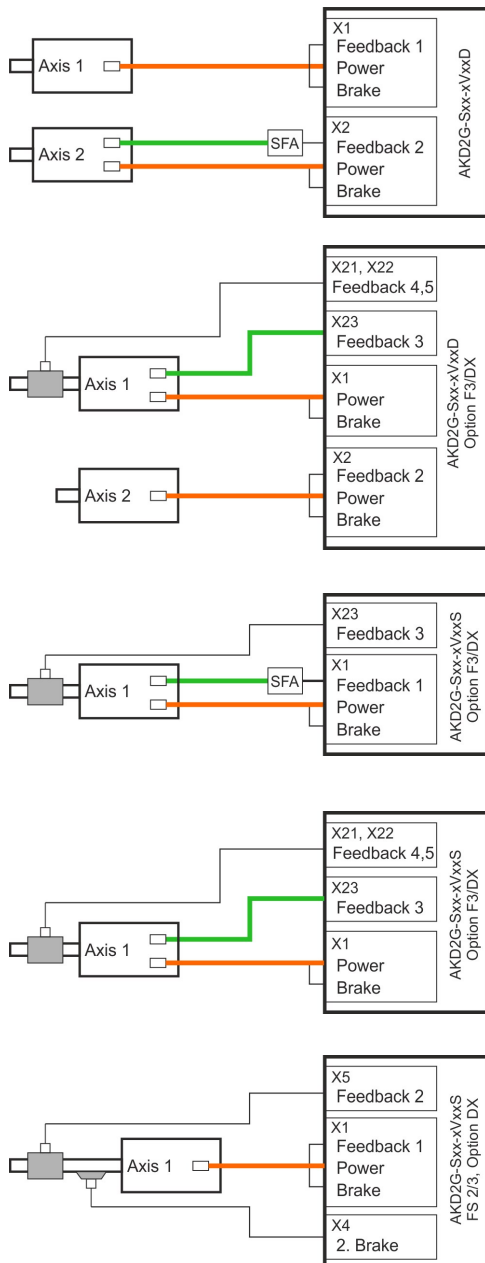 X1
Feedback 1
Axis 1
Power
Brake
X2
SFA
Feedback 2
Axis 2
Power
Brake
AKD2G-Sxx-xVxxD
X21, X22
Feedback 4,5
X23
Feedback 3
X1
Axis 1
Power
Brake
X2
Feedback 2
Axis 2
Power
Brake
AKD2G-Sxx-xVxxD
Option F3/DX
X23
Feedback 3
X1
Axis 1
SFA
Feedback 1
Power
Brake
AKD2G-Sxx-xVxxS
Option F3/DX
X21, X22
Feedback 4,5
X23
Feedback 3
X1
Axis 1
Power
Brake
AKD2G-Sxx-xVxxS
Option F3/DX
X5
Feedback 2
X1
Feedback 1
Axis 1
Power
Brake
X4
2. Brake
AKD2G-Sxx-xVxxS
FS 2/3, Option DX